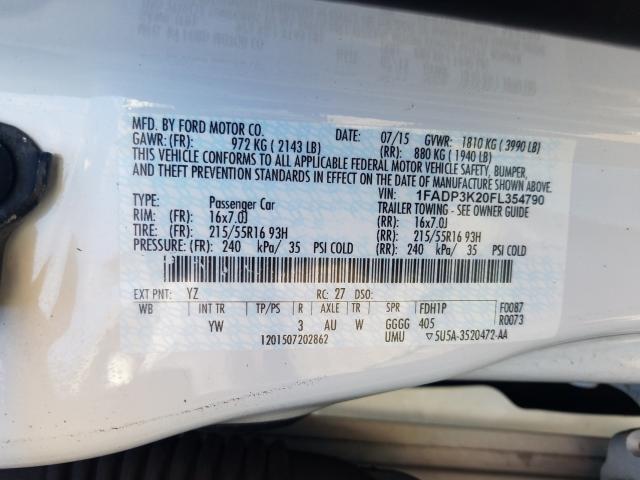 MFD. BY FORD MOTOR CO. DATE: 07/15 GVWR: 1810 KG ( 3990 LB)
GAWR: (FR): 972 KG ( 2143 LB) (RR): 880 KG ( 1940 LB)
THIS VEHICLE CONFORMS TO ALL APPLICABLE FEDERAL MOTOR VEHICLE SAFETY, BUMPER,
AND THEFT PREVENTION STANDARDS IN EFFECT ON THE DATE OF MANUFACTURE SHOWN ABOVE.
VIN: 1FADP3K20FL354790
TYPE: Passenger Car TRAILER TOWING - SEE OWNER GUIDE
RIM: (FR): 16x7.0J (RR): 16x7.0J
TIRE: (FR): 215/55R16 93H (RR): 215/55R16 93H
PRESSURE: (FR): 240 kPa/ 35 PSI COLD (RR): 240 kPa/ 35 PSI COLD
EXT PNT: YZ RC: 27 DSO:
WB INT TR TP/PS R AXLE TR SPR FDH1P F0087
YW 3 AU W GGGG 405 R0073
1201507202862 UMU ▽5U5A-3520472-AA